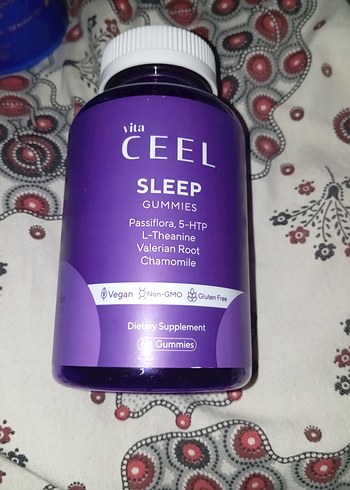 vita
CEEL
SLEEP
GUMMIES
Passiflora, 5-HTP
L-Theanine
Valerian Root
Chamomile
Vegan Non-GMO Gluten Free
Dietary Supplement
Gummies